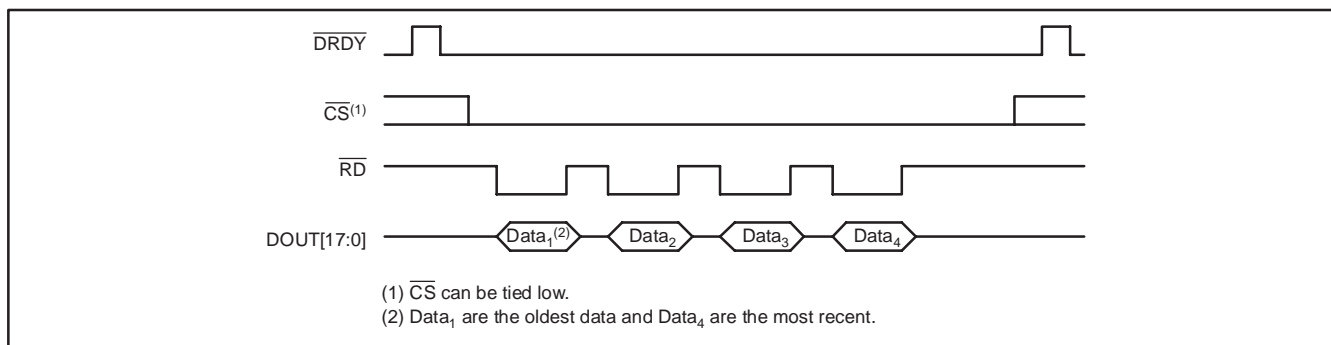 DRDY
CS(1)
RD
DOUT[17:0] Data1(2) Data2 Data3 Data4
(1) CS can be tied low.
(2) Data1 are the oldest data and Data4 are the most recent.